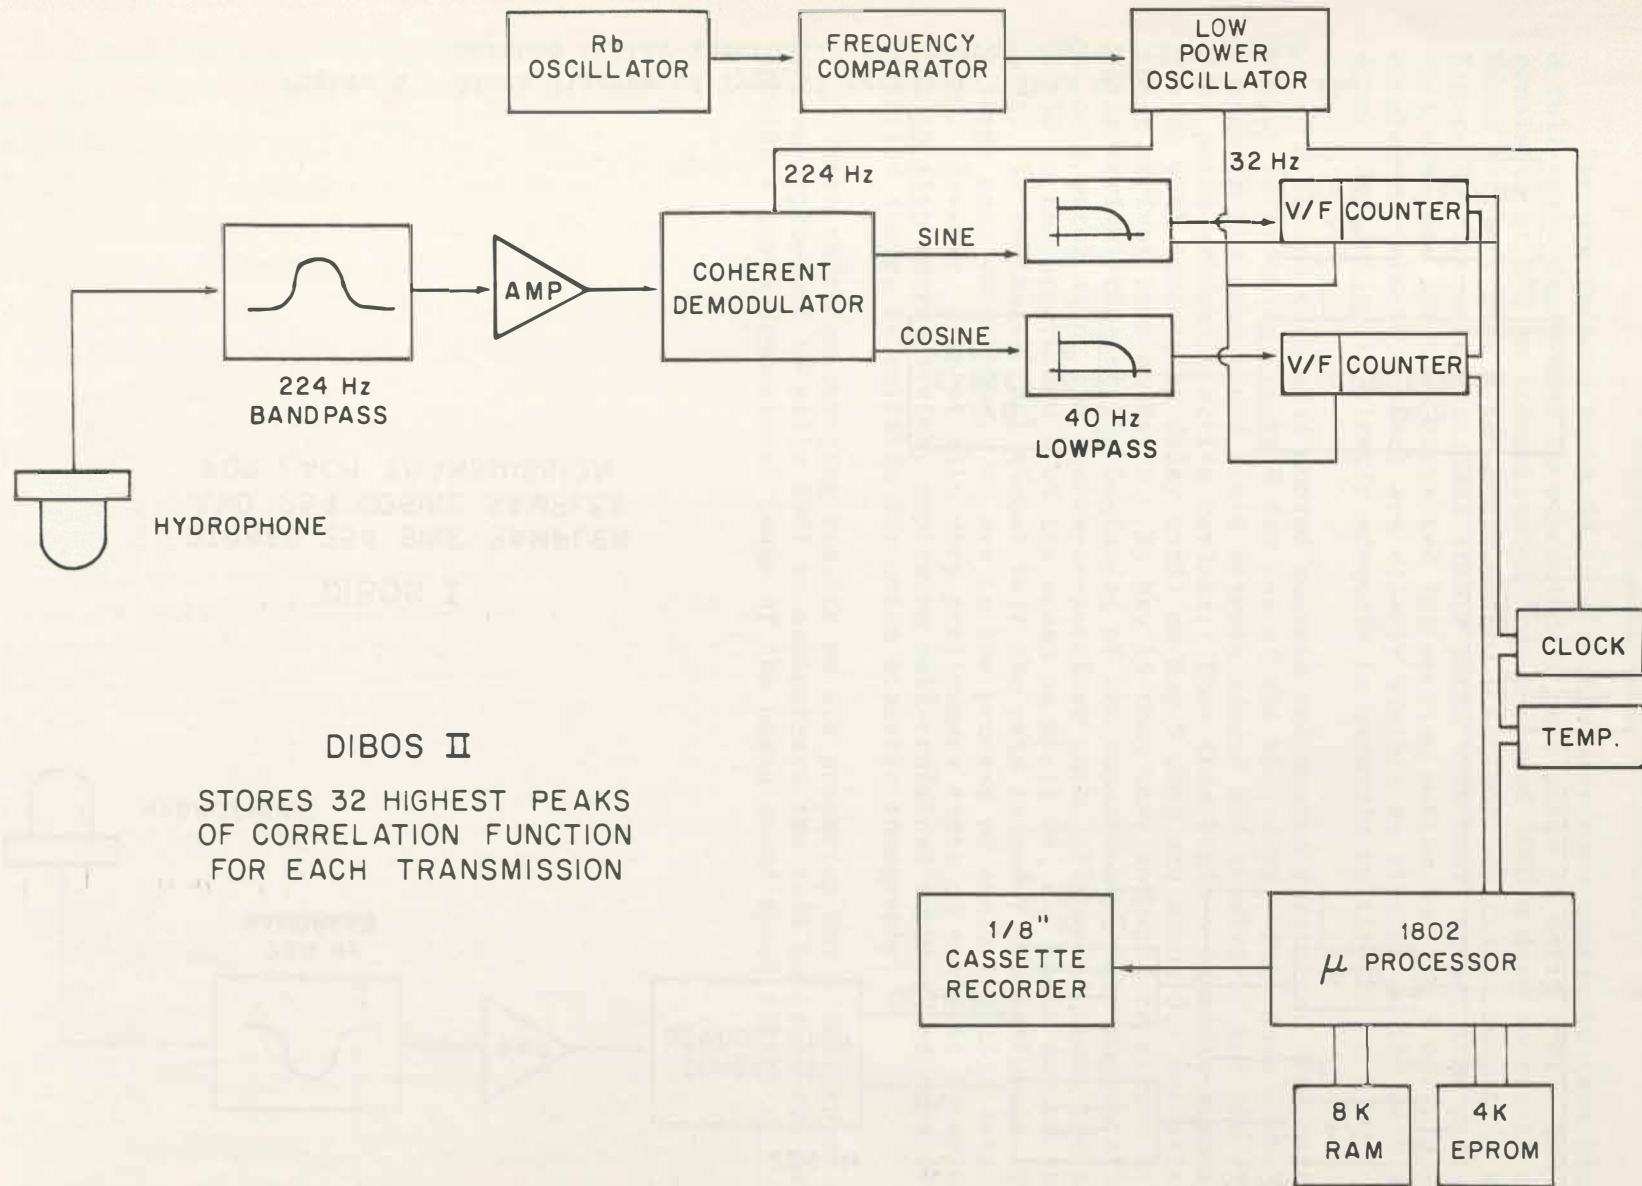 Rb
OSCILLATOR
FREQUENCY
COMPARATOR
LOW
POWER
OSCILLATOR
224 Hz
32 Hz
V/F COUNTER
SINE
COHERENT
DEMODULATOR
AMP
COSINE
V/F COUNTER
224 Hz
BANDPASS
40 Hz
LOWPASS
HYDROPHONE
CLOCK
TEMP.
DIBOS II
STORES 32 HIGHEST PEAKS
OF CORRELATION FUNCTION
FOR EACH TRANSMISSION
1/8"
CASSETTE
RECORDER
1802
μ PROCESSOR
8K
RAM
4K
EPROM